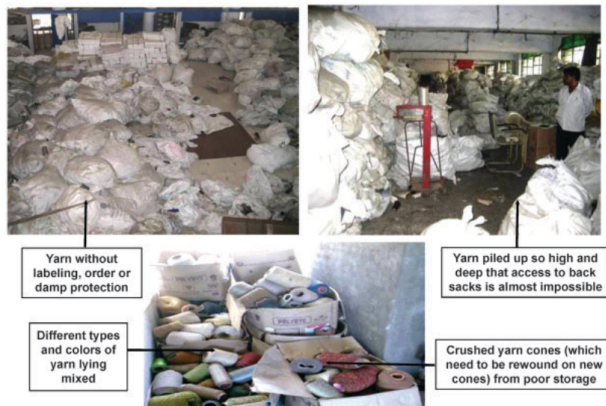 Yarn without
labeling, order or
damp protection
Yarn piled up so high and
deep that access to back
sacks is almost impossible
Different types
and colors of
yarn lying
mixed
Crushed yarn cones (which
need to be rewound on new
cones) from poor storage